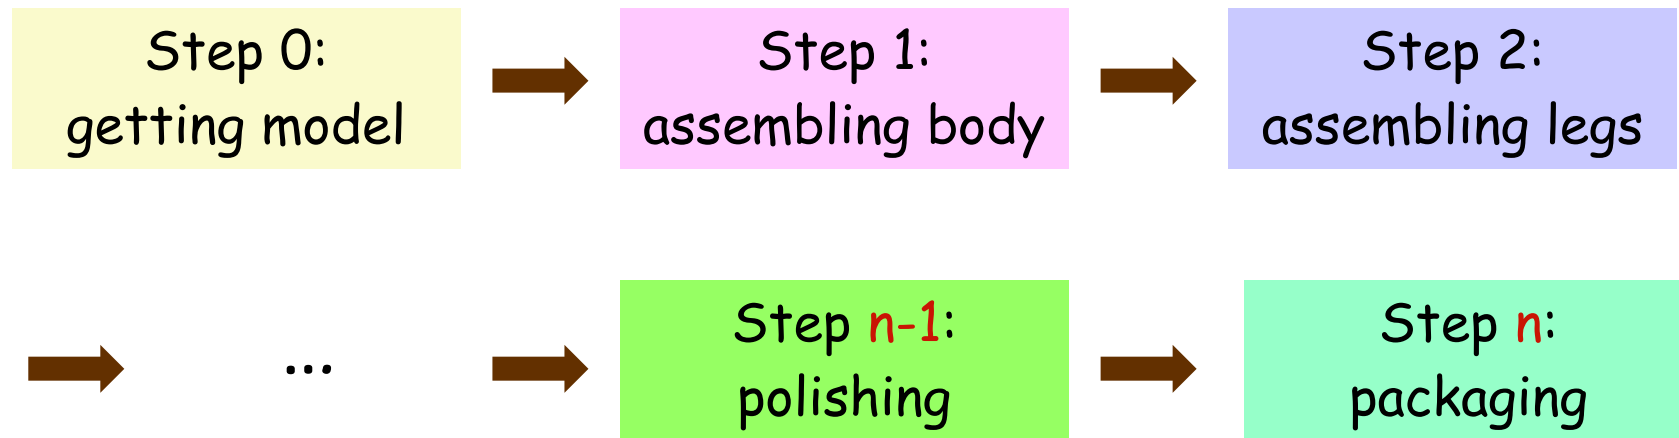 Step 0:
getting model
Step 1:
assembling body
Step 2:
assembling legs
...
Step n-1:
polishing
Step n:
packaging